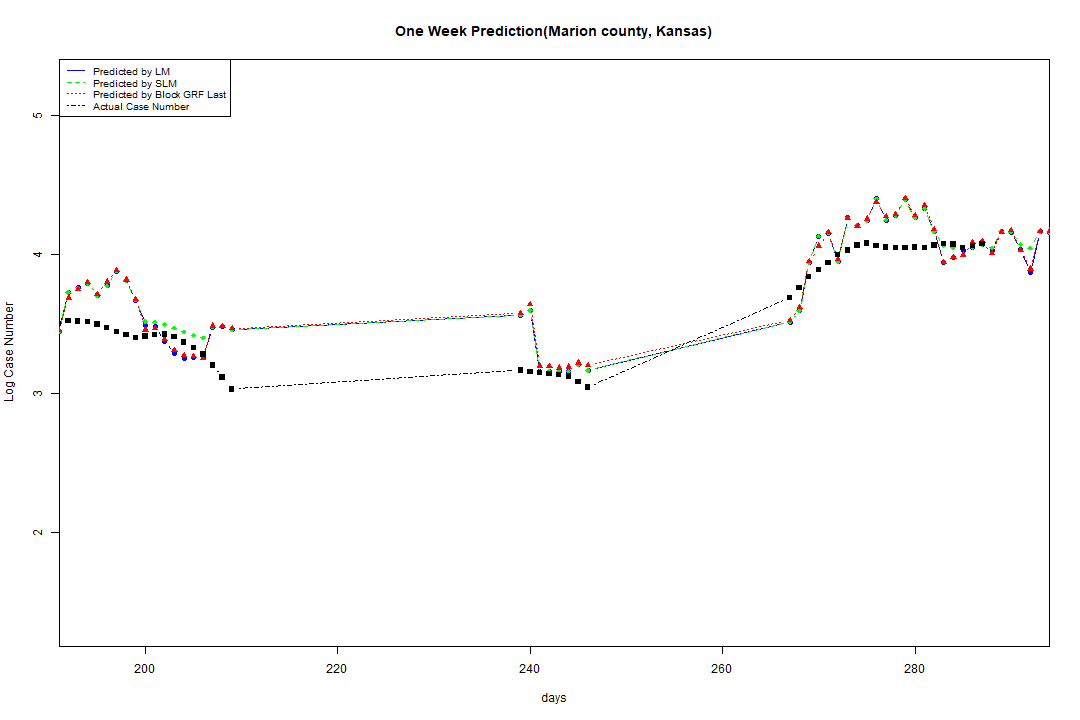 One Week Prediction(Marion county, Kansas)
Predicted by LM
Predicted by SLM
Predicted by Block GRF Last
Actual Case Number
5
4
3
2
Log Case Number
200 220 240 260 280
days